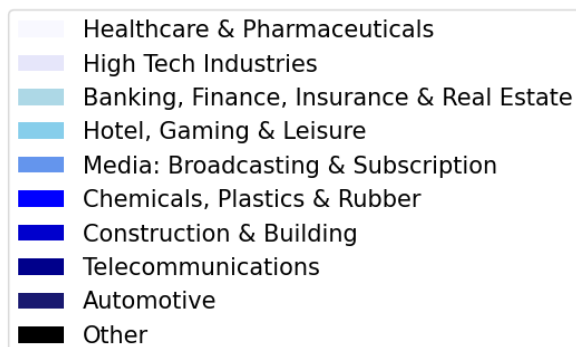 Healthcare & Pharmaceuticals
High Tech Industries
Banking, Finance, Insurance & Real Estate
Hotel, Gaming & Leisure
Media: Broadcasting & Subscription
Chemicals, Plastics & Rubber
Construction & Building
Telecommunications
Automotive
Other